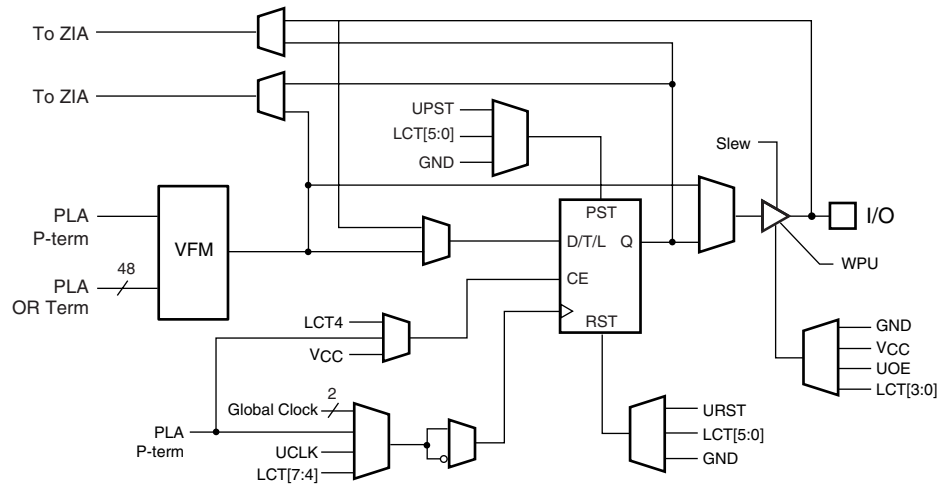 To ZIA
To ZIA
UPST
LCT[5:0]
GND
Slew
PLA
P-term
VFM
PST
D/T/L
Q
CE
RST
I/O
WPU
48
PLA
OR Term
LCT4
VCC
GND
VCC
UOE
LCT[3:0]
2
Global Clock
PLA
P-term
UCLK
LCT[7:4]
URST
LCT[5:0]
GND